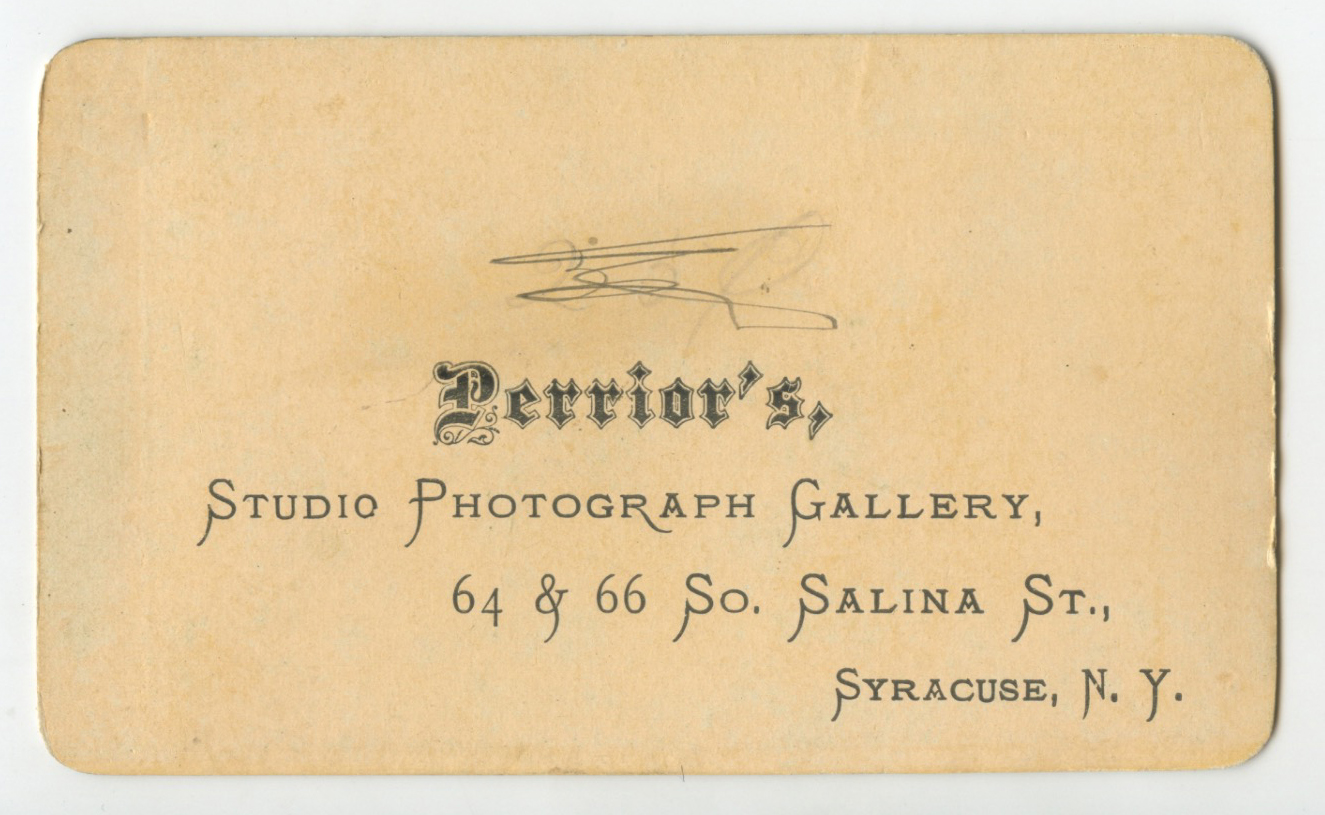 Perrior's,
Studio Photograph Gallery,
64 & 66 So. Salina St.,
Syracuse, N. Y.